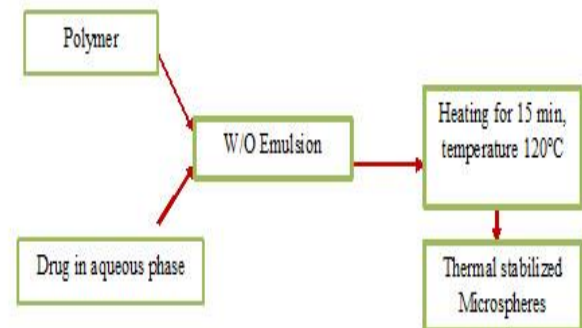 Polymer
W/O Emulsion
Drug in aqueous phase
Heating for 15 min,
temperature 120°C
Thermal stabilized
Microspheres